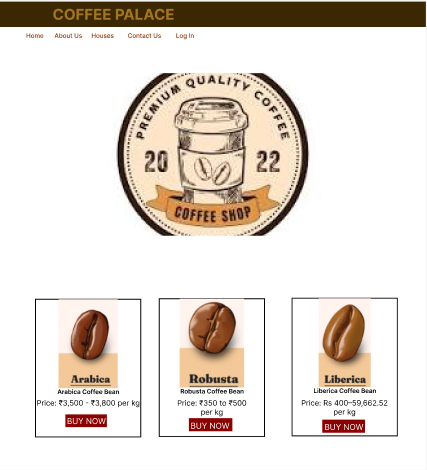 COFFEE PALACE
Home About Us Houses Contact Us Log In
PREMIUM QUALITY COFFEE
20 22
COFFEE SHOP
Arabica
Arabica Coffee Bean
Price: ₹3,500 - ₹3,800 per kg
BUY NOW
Robusta
Robusta Coffee Bean
Price: ₹350 to ₹500
per kg
BUY NOW
Liberica
Liberica Coffee Bean
Price: Rs 400–59,662.52
per kg
BUY NOW